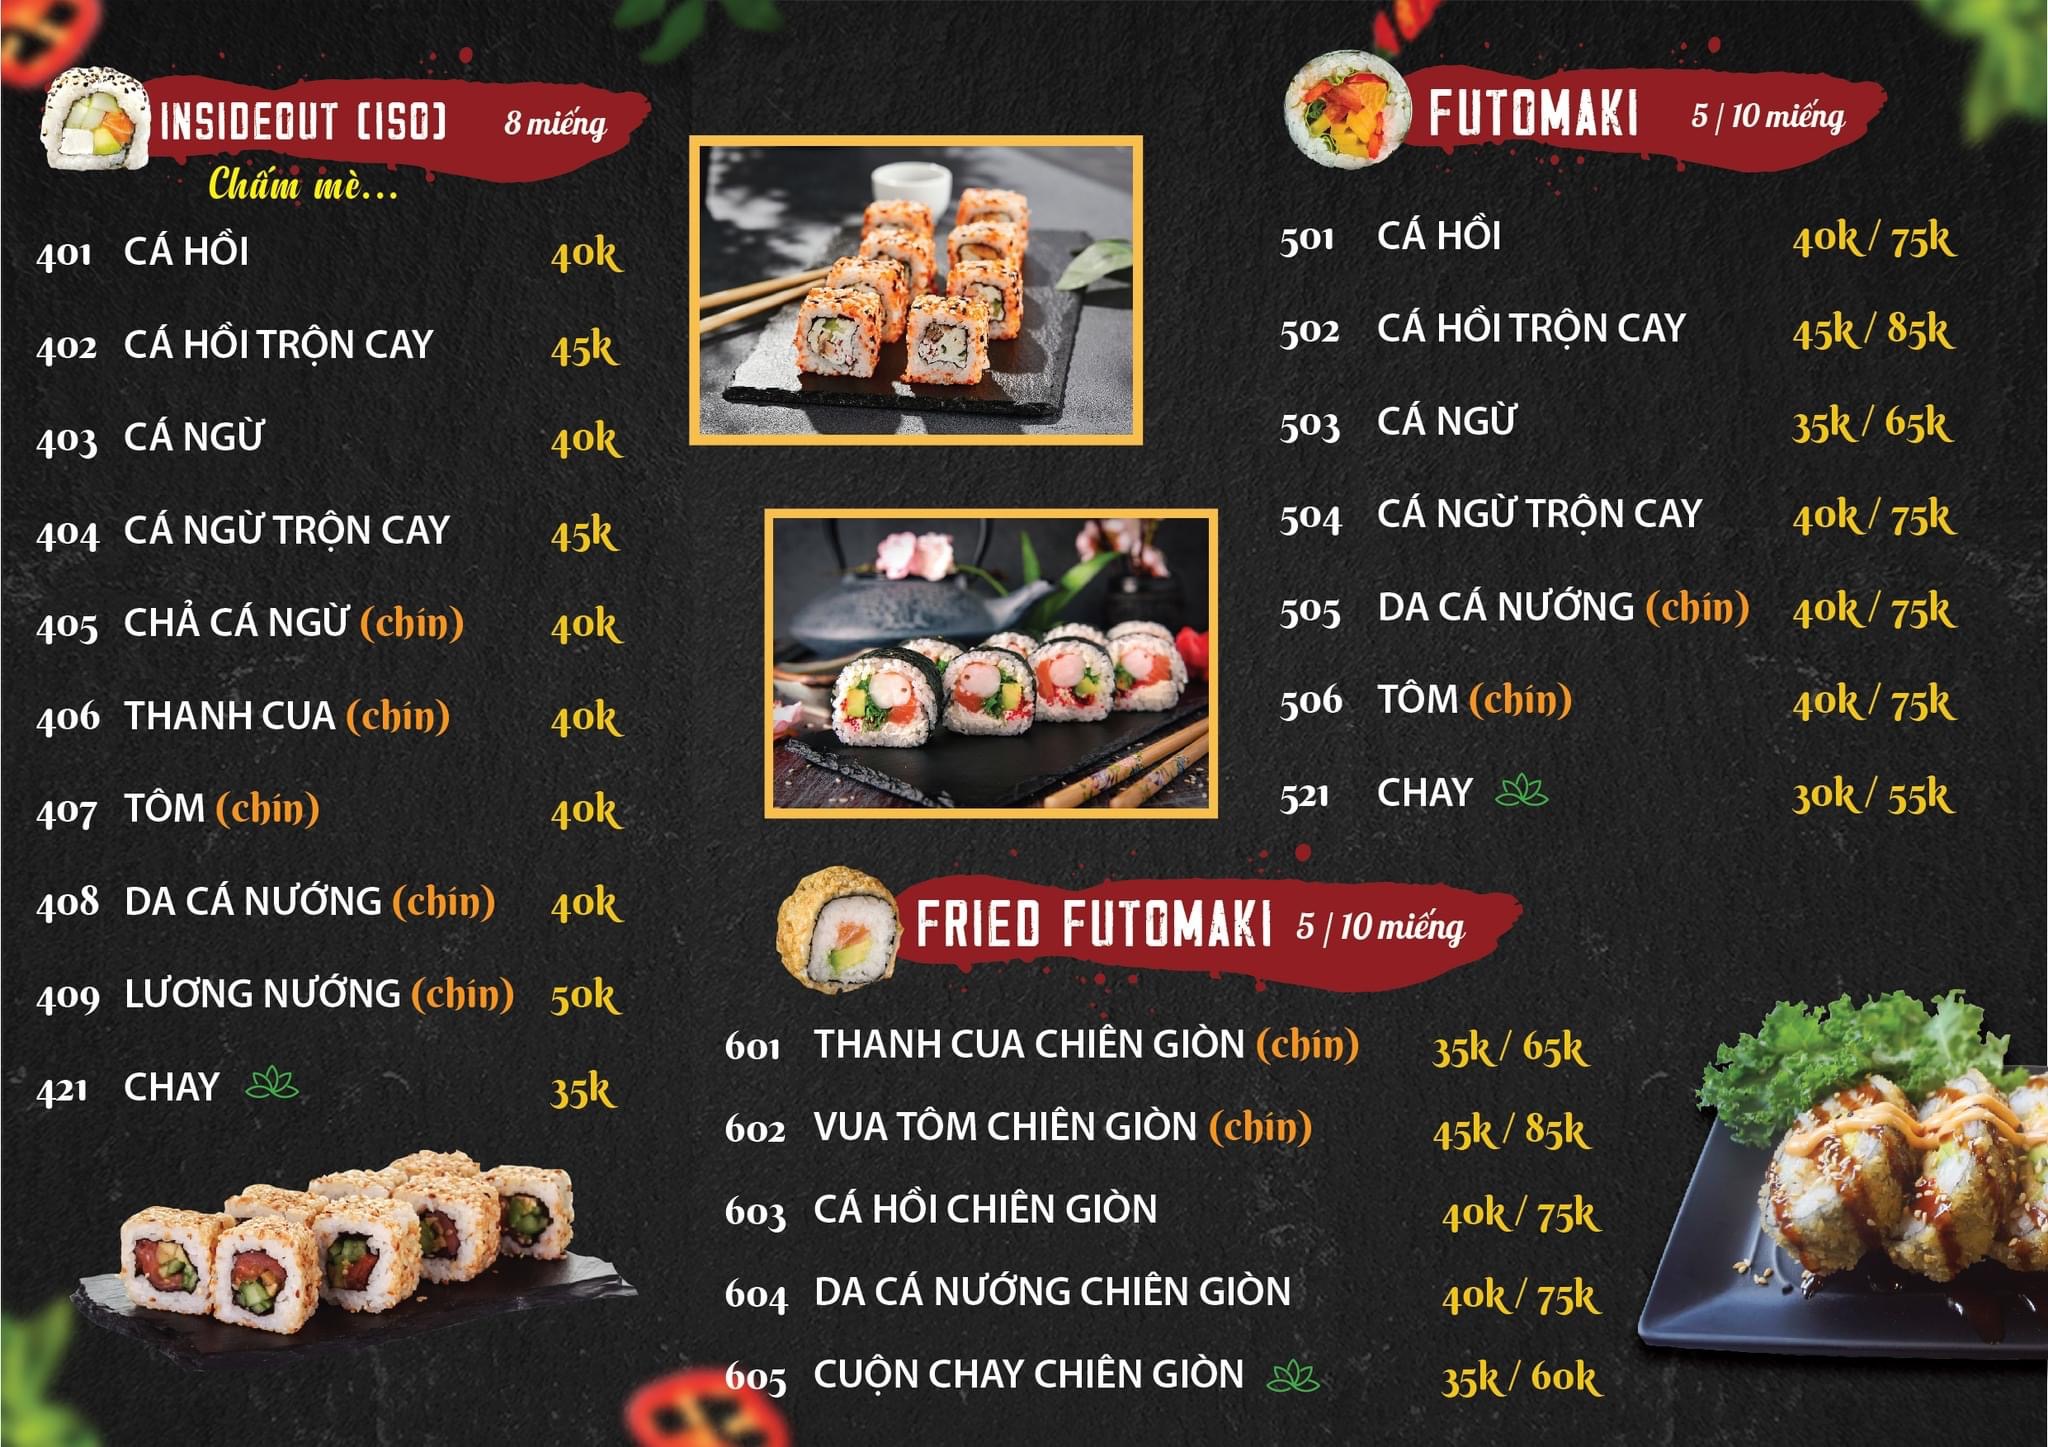 INSIDEOUT (ISO) 8 miếng
Chấm mè...
401 CÁ HỒI 40k
402 CÁ HỒI TRỘN CAY 45k
403 CÁ NGỪ 40k
404 CÁ NGỪ TRỘN CAY 45k
405 CHẢ CÁ NGỪ (chín) 40k
406 THANH CUA (chín) 40k
407 TÔM (chín) 40k
408 DA CÁ NƯỚNG (chín) 40k
409 LƯƠNG NƯỚNG (chín) 50k
421 CHAY 35k
FUTOMAKI 5 / 10 miếng
501 CÁ HỒI 40k / 75k
502 CÁ HỒI TRỘN CAY 45k / 85k
503 CÁ NGỪ 35k / 65k
504 CÁ NGỪ TRỘN CAY 40k / 75k
505 DA CÁ NƯỚNG (chín) 40k / 75k
506 TÔM (chín) 40k / 75k
521 CHAY 30k / 55k
FRIED FUTOMAKI 5 / 10 miếng
601 THANH CUA CHIÊN GIÒN (chín) 35k / 65k
602 VUA TÔM CHIÊN GIÒN (chín) 45k / 85k
603 CÁ HỒI CHIÊN GIÒN 40k / 75k
604 DA CÁ NƯỚNG CHIÊN GIÒN 40k / 75k
605 CUỘN CHAY CHIÊN GIÒN 35k / 60k